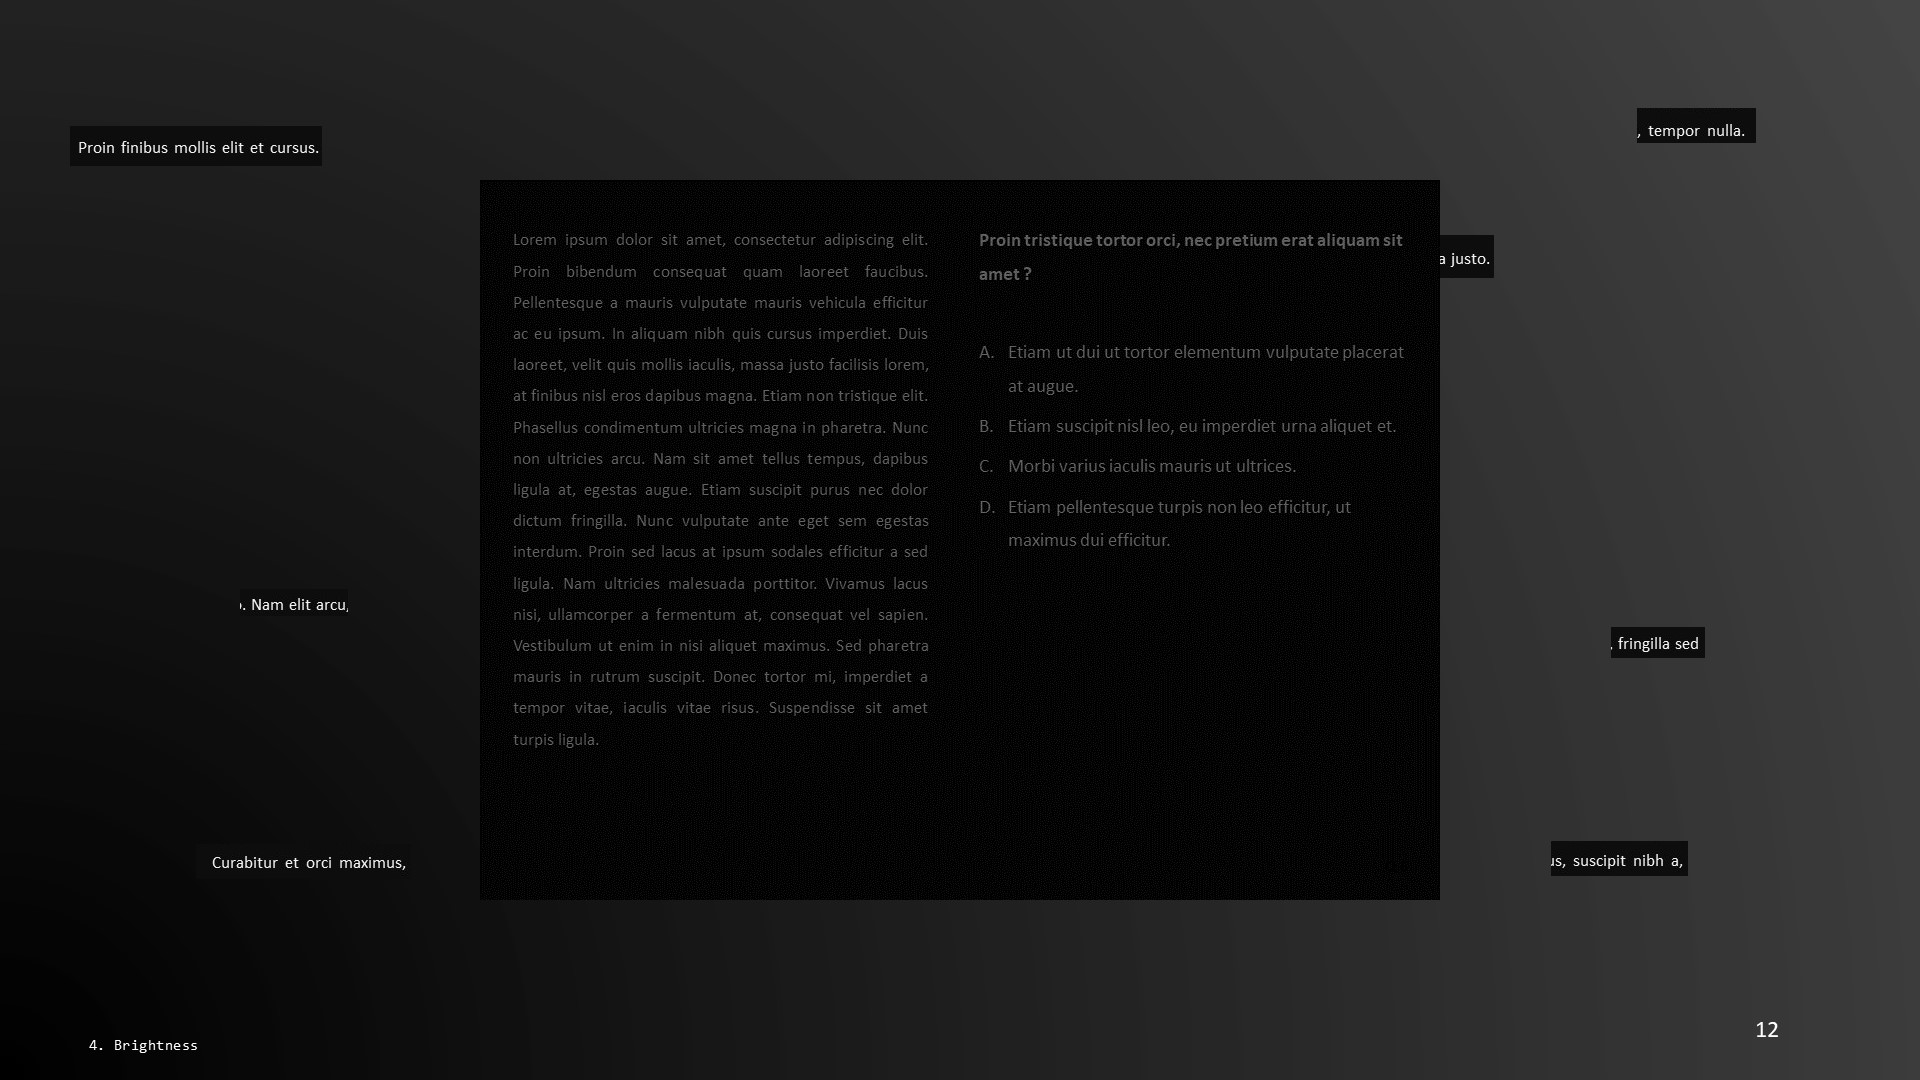 Proin finibus mollis elit et cursus.
, tempor nulla.
a justo.
Lorem ipsum dolor sit amet, consectetur adipiscing elit.
Proin bibendum consequat quam laoreet faucibus.
Pellentesque a mauris vulputate mauris vehicula efficitur
ac eu ipsum. In aliquam nibh quis cursus imperdiet. Duis
laoreet, velit quis mollis iaculis, massa justo facilisis lorem,
at finibus nisl eros dapibus magna. Etiam non tristique elit.
Phasellus condimentum ultricies magna in pharetra. Nunc
non ultricies arcu. Nam sit amet tellus tempus, dapibus
ligula at, egestas augue. Etiam suscipit purus nec dolor
dictum fringilla. Nunc vulputate ante eget sem egestas
interdum. Proin sed lacus at ipsum sodales efficitur a sed
ligula. Nam ultricies malesuada porttitor. Vivamus lacus
nisi, ullamcorper a fermentum at, consequat vel sapien.
Vestibulum ut enim in nisi aliquet maximus. Sed pharetra
mauris in rutrum suscipit. Donec tortor mi, imperdiet a
tempor vitae, iaculis vitae risus. Suspendisse sit amet
turpis ligula.
Proin tristique tortor orci, nec pretium erat aliquam sit
amet ?
A. Etiam ut dui ut tortor elementum vulputate placerat
at augue.
B. Etiam suscipit nisl leo, eu imperdiet urna aliquet et.
C. Morbi varius iaculis mauris ut ultrices.
D. Etiam pellentesque turpis non leo efficitur, ut
maximus dui efficitur.
. Nam elit arcu,
, fringilla sed
Curabitur et orci maximus,
us, suscipit nibh a,
4. Brightness
12